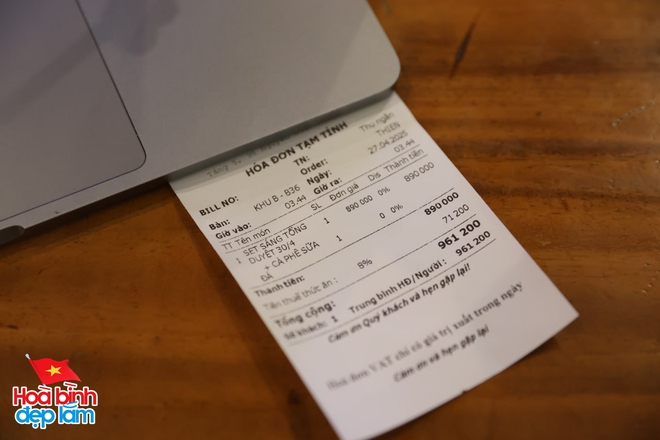 HÓA ĐƠN TẠM TÍNH
BILL NO: TN: Thu ngân
Order: THIEN
Bàn: KHU B - 836 Ngày: 27.04.2025
Giờ vào: 03:44 Giờ ra: 03:44
TT Tên món SL Đơn giá Dis Thành tiền
1 SET SÁNG TỔNG DUYỆT 30/4 1 890 000 0% 890 000
+ CÀ PHÊ SỮA ĐÁ 1 0 0%
Thành tiền: 890 000
Tiền thuế thức ăn : 8% 71 200
Tổng cộng: 961 200
Số khách: 1 Trung bình HĐ/Người : 961 200
Cảm ơn Quý khách và hẹn gặp lại!
Hoá đơn VAT chỉ có giá trị xuất trong ngày
Cảm ơn và hẹn gặp lại
Hoà bình
đẹp lắm